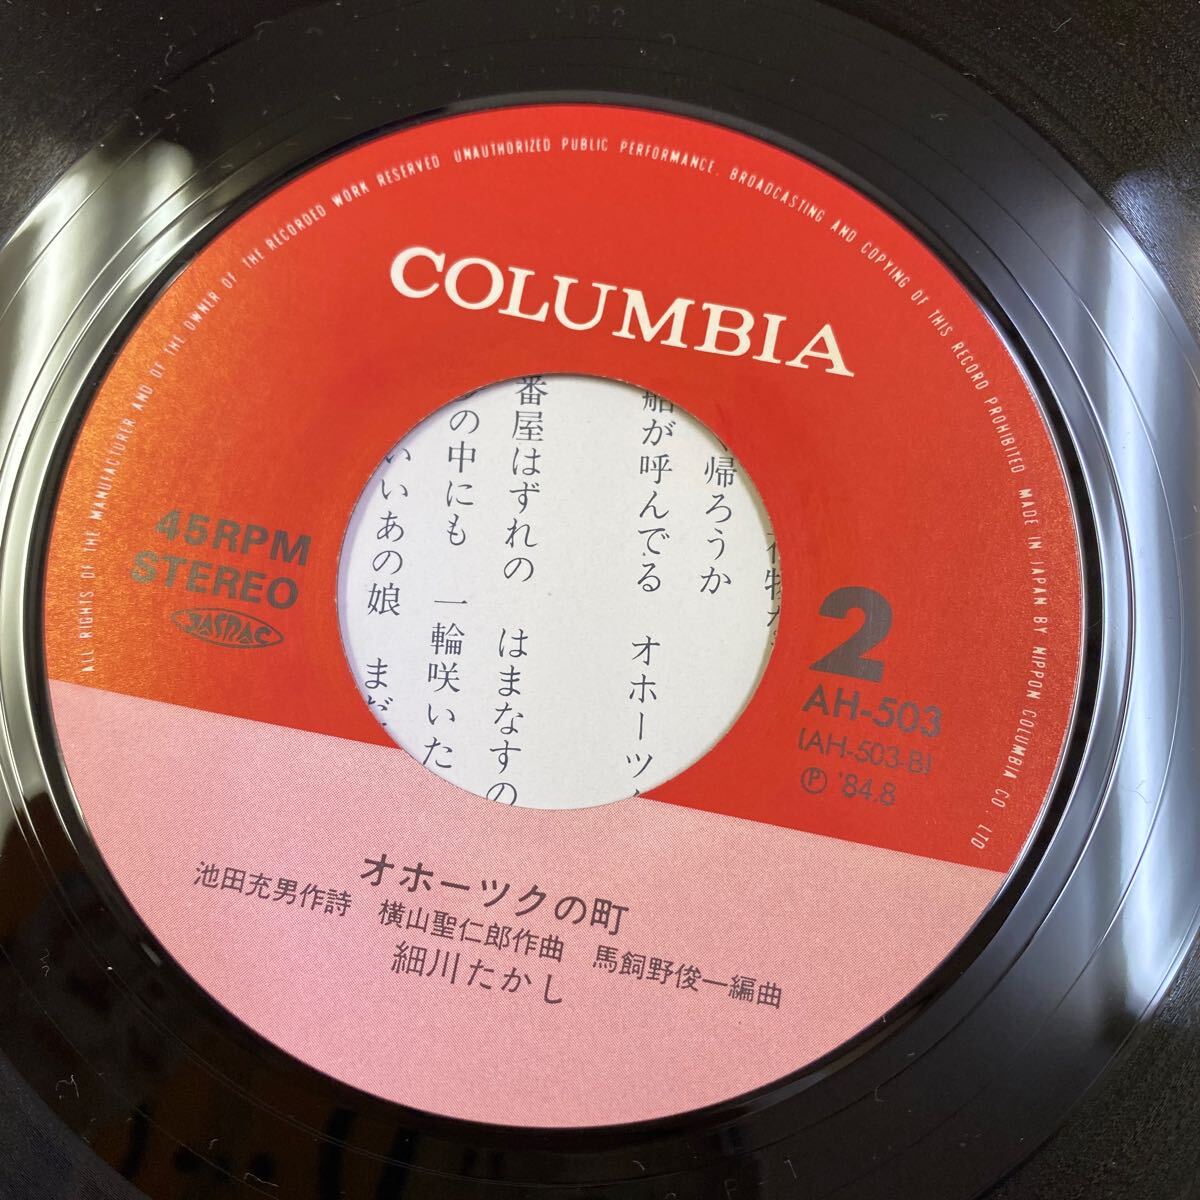 ALL RIGHTS OF THE MANUFACTURER AND OF THE OWNER OF THE RECORDED WORK RESERVED UNAUTHORIZED PUBLIC PERFORMANCE. BROADCASTING AND COPYING OF THIS RECORD PROHIBITED MADE IN JAPAN BY NIPPON COLUMBIA CO., LTD
COLUMBIA
45RPM
STEREO
JASRAC
2
AH-503
(AH-503-B)
Ⓟ '84.8
帰ろうか
船が呼んでる オホーツ
番屋はずれの はまなすの
の中にも 一輪咲いた
いいあの娘 まだ
オホーツクの町
池田充男作詩 横山聖仁郎作曲 馬飼野俊一編曲
細川たかし